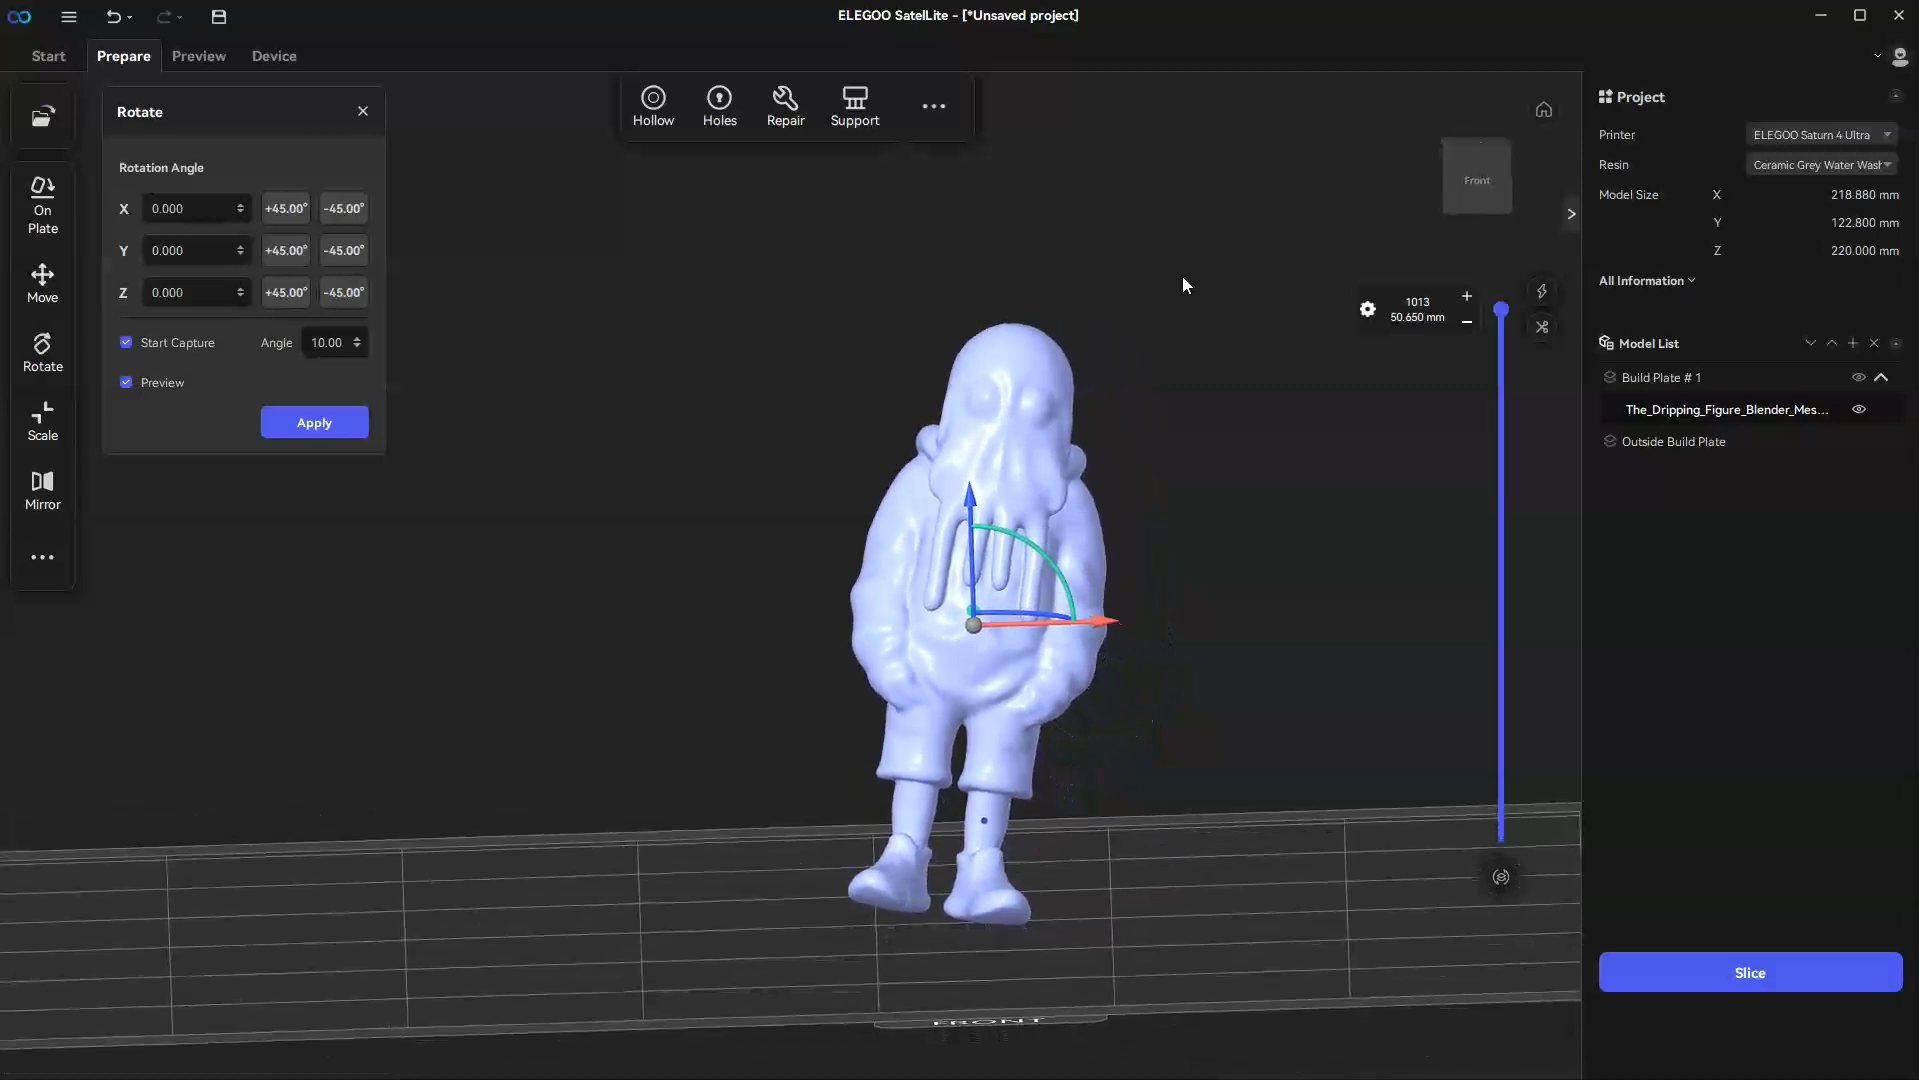 ELEGOO SatelLite - [*Unsaved project]
Start
Prepare
Preview
Device
Rotate
Rotation Angle
X 0.000 +45.00° -45.00°
Y 0.000 +45.00° -45.00°
Z 0.000 +45.00° -45.00°
Start Capture Angle 10.00
Preview
Apply
On
Plate
Move
Rotate
Scale
Mirror
Hollow
Holes
Repair
Support
Front
1013
50.650 mm
FRONT
Project
Printer ELEGOO Saturn 4 Ultra
Resin Ceramic Grey Water Wash
Model Size X 218.880 mm
Y 122.800 mm
Z 220.000 mm
All Information
Model List
Build Plate # 1
The_Dripping_Figure_Blender_Mes...
Outside Build Plate
Slice